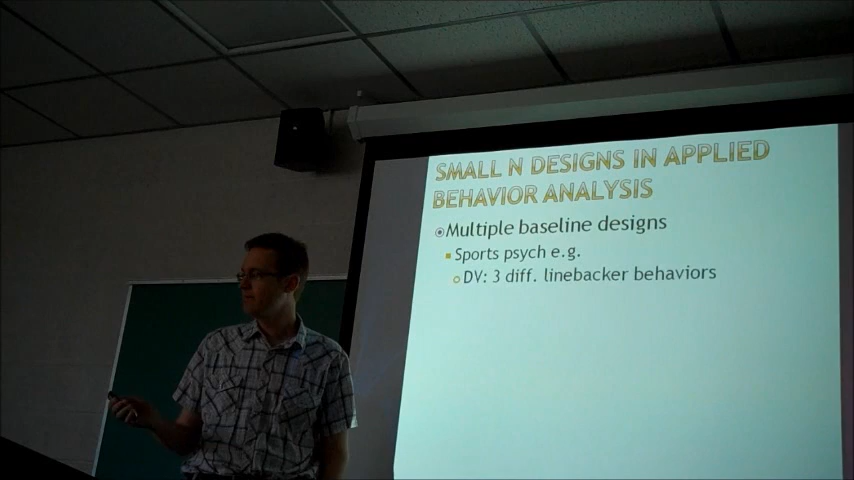 SMALL N DESIGNS IN APPLIED
BEHAVIOR ANALYSIS
Multiple baseline designs
Sports psych e.g.
DV: 3 diff. linebacker behaviors